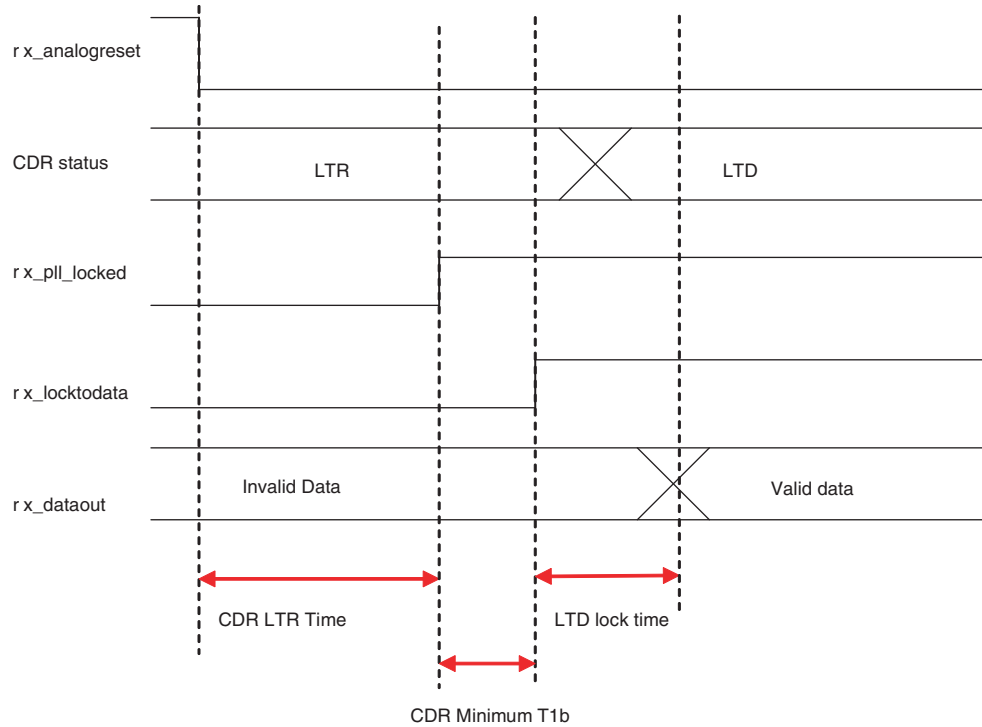 r x_analogreset
CDR status
LTR
LTD
r x_pll_locked
r x_locktodata
r x_dataout
Invalid Data
Valid data
CDR LTR Time
LTD lock time
CDR Minimum T1b